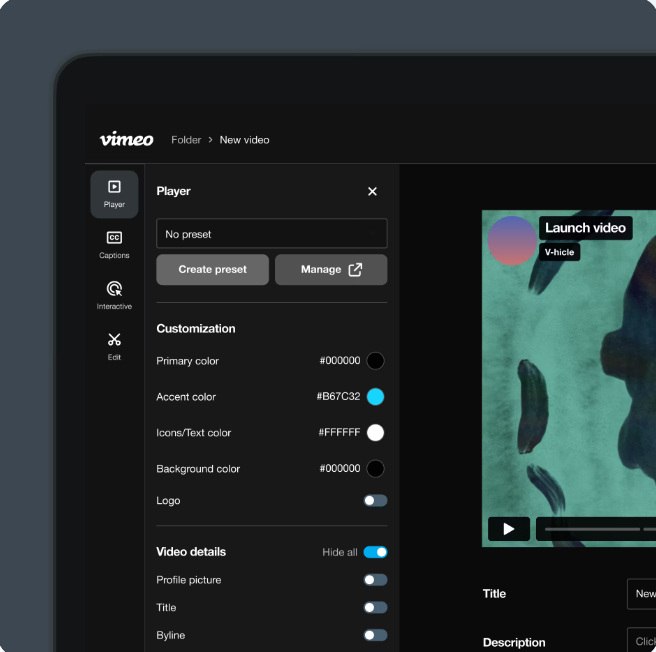 vimeo Folder > New video
Player
Captions
CC
Interactive
Edit
Player
No preset
Create preset Manage
Customization
Primary color #000000
Accent color #B67C32
Icons/Text color #FFFFFF
Background color #000000
Logo
Video details Hide all
Profile picture
Title
Byline
Launch video
V-hicle
Title New
Description Clic